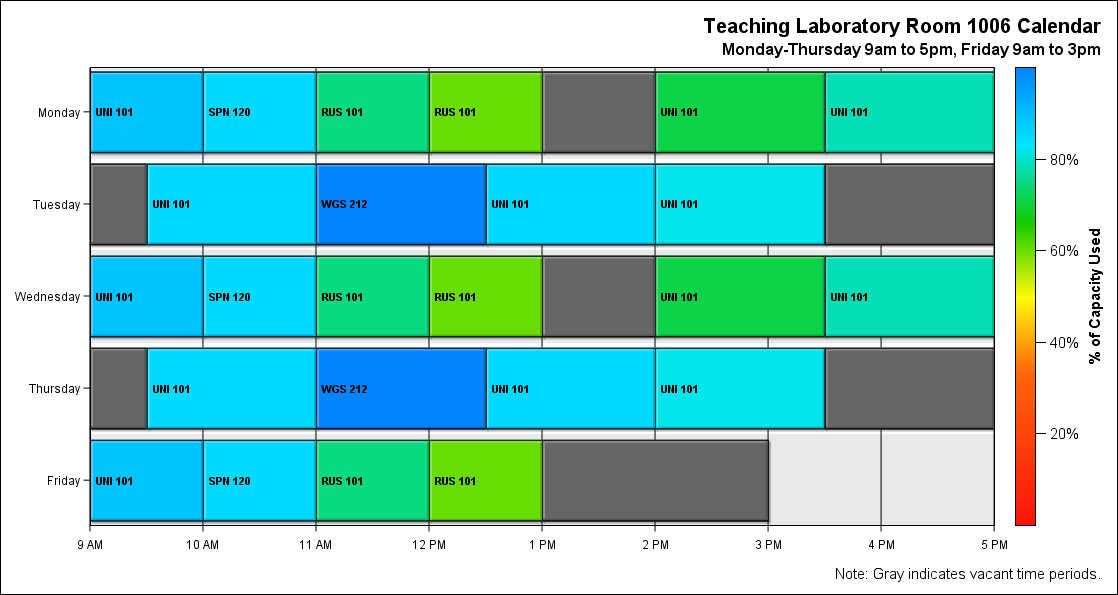 Teaching Laboratory Room 1006 Calendar
Monday-Thursday 9am to 5pm, Friday 9am to 3pm
Monday
UNI 101
SPN 120
RUS 101
RUS 101
UNI 101
UNI 101
Tuesday
UNI 101
WGS 212
UNI 101
UNI 101
Wednesday
UNI 101
SPN 120
RUS 101
RUS 101
UNI 101
UNI 101
Thursday
UNI 101
WGS 212
UNI 101
UNI 101
Friday
UNI 101
SPN 120
RUS 101
RUS 101
9 AM
10 AM
11 AM
12 PM
1 PM
2 PM
3 PM
4 PM
5 PM
80%
60%
40%
20%
% of Capacity Used
Note: Gray indicates vacant time periods.